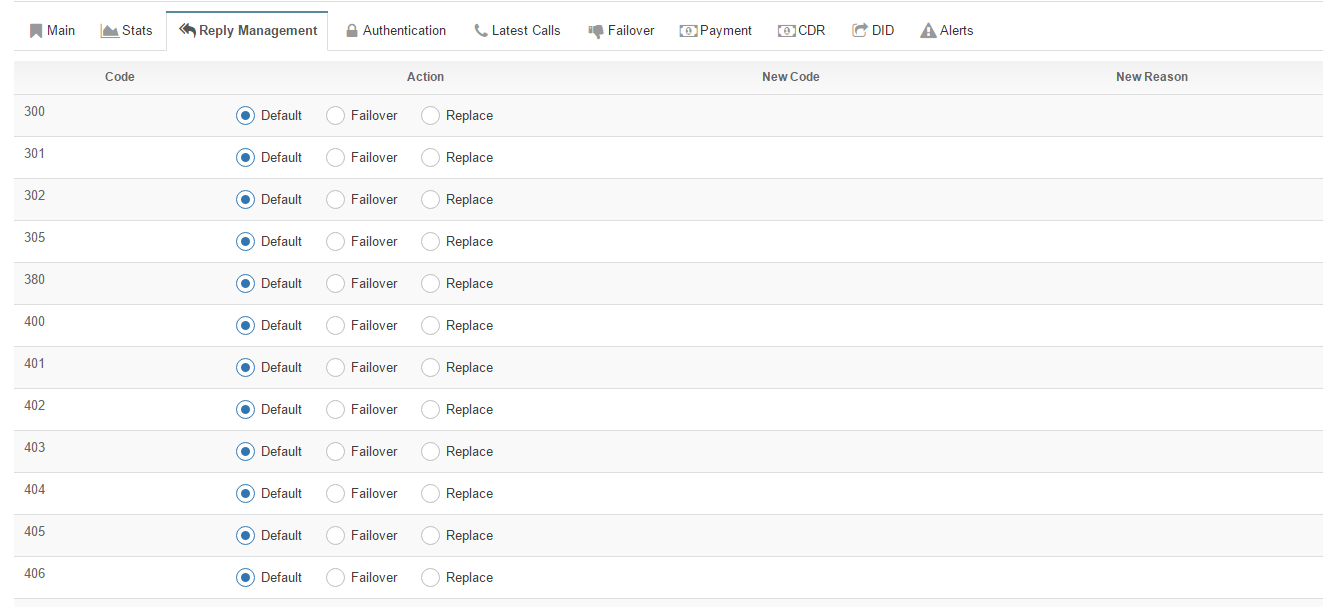 Main Stats Reply Management Authentication Latest Calls Failover Payment CDR DID Alerts
Code Action New Code New Reason
300 Default Failover Replace
301 Default Failover Replace
302 Default Failover Replace
305 Default Failover Replace
380 Default Failover Replace
400 Default Failover Replace
401 Default Failover Replace
402 Default Failover Replace
403 Default Failover Replace
404 Default Failover Replace
405 Default Failover Replace
406 Default Failover Replace